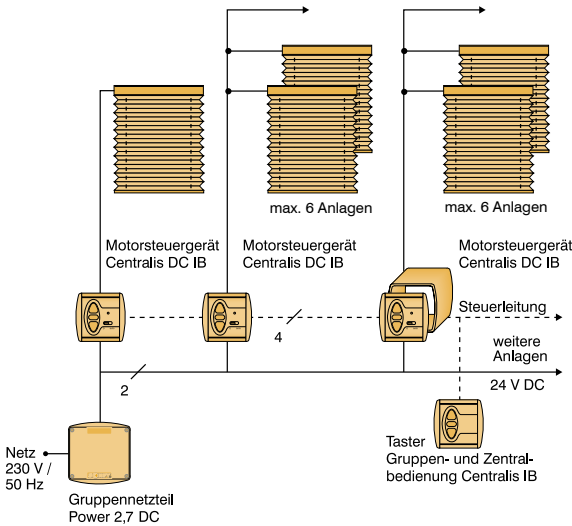 max. 6 Anlagen
max. 6 Anlagen
Motorsteuergerät
Centralis DC IB
Motorsteuergerät
Centralis DC IB
Motorsteuergerät
Centralis DC IB
Steuerleitung
4
weitere
Anlagen
2
24 V DC
Netz
230 V /
50 Hz
Taster
Gruppen- und Zentral-
bedienung Centralis IB
Gruppennetzteil
Power 2,7 DC